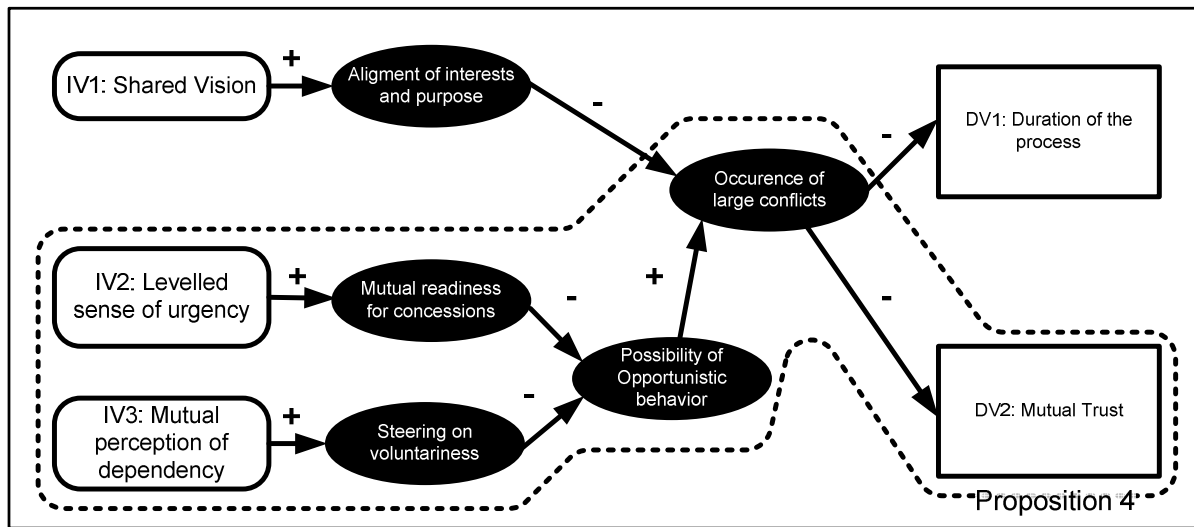 IV1: Shared Vision
+
Aligment of interests
and purpose
-
Occurence of
large conflicts
-
DV1: Duration of the
process
IV2: Levelled
sense of urgency
+
Mutual readiness
for concessions
-
+
-
Possibility of
Opportunistic
behavior
IV3: Mutual
perception of
dependency
+
Steering on
voluntariness
-
DV2: Mutual Trust
Proposition 4